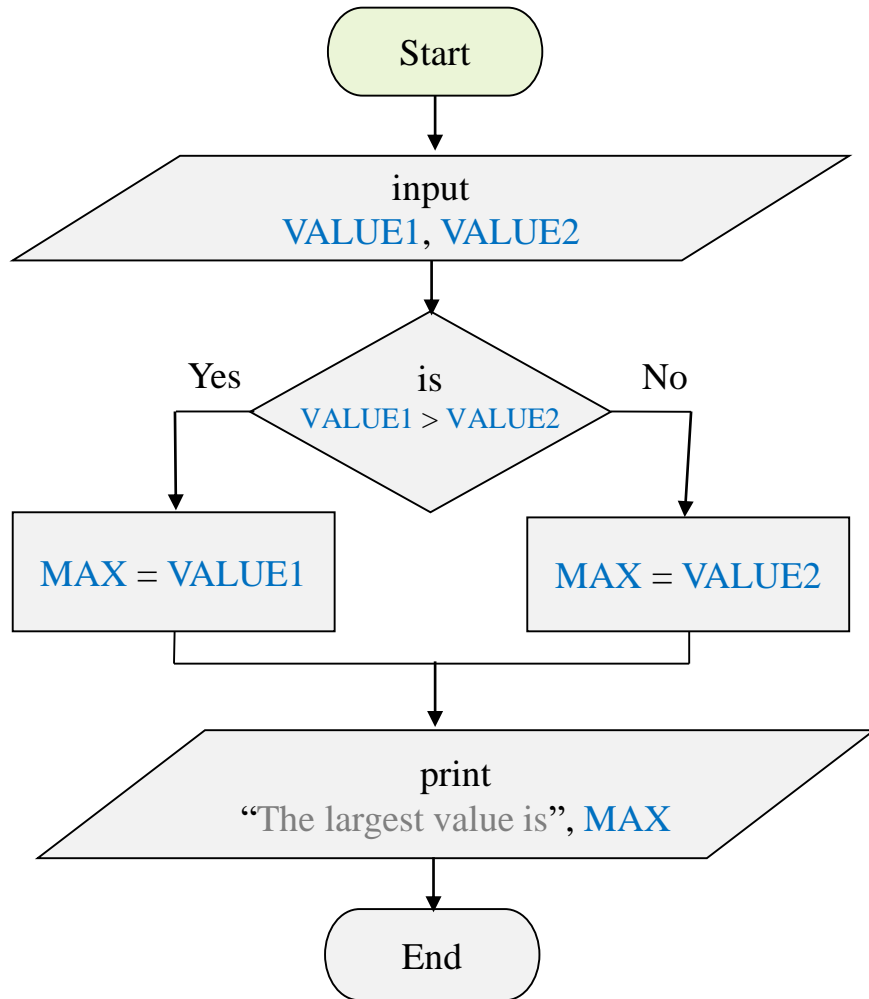 Start
input
VALUE1, VALUE2
Yes
is
No
VALUE1 > VALUE2
MAX = VALUE1
MAX = VALUE2
print
“The largest value is”, MAX
End